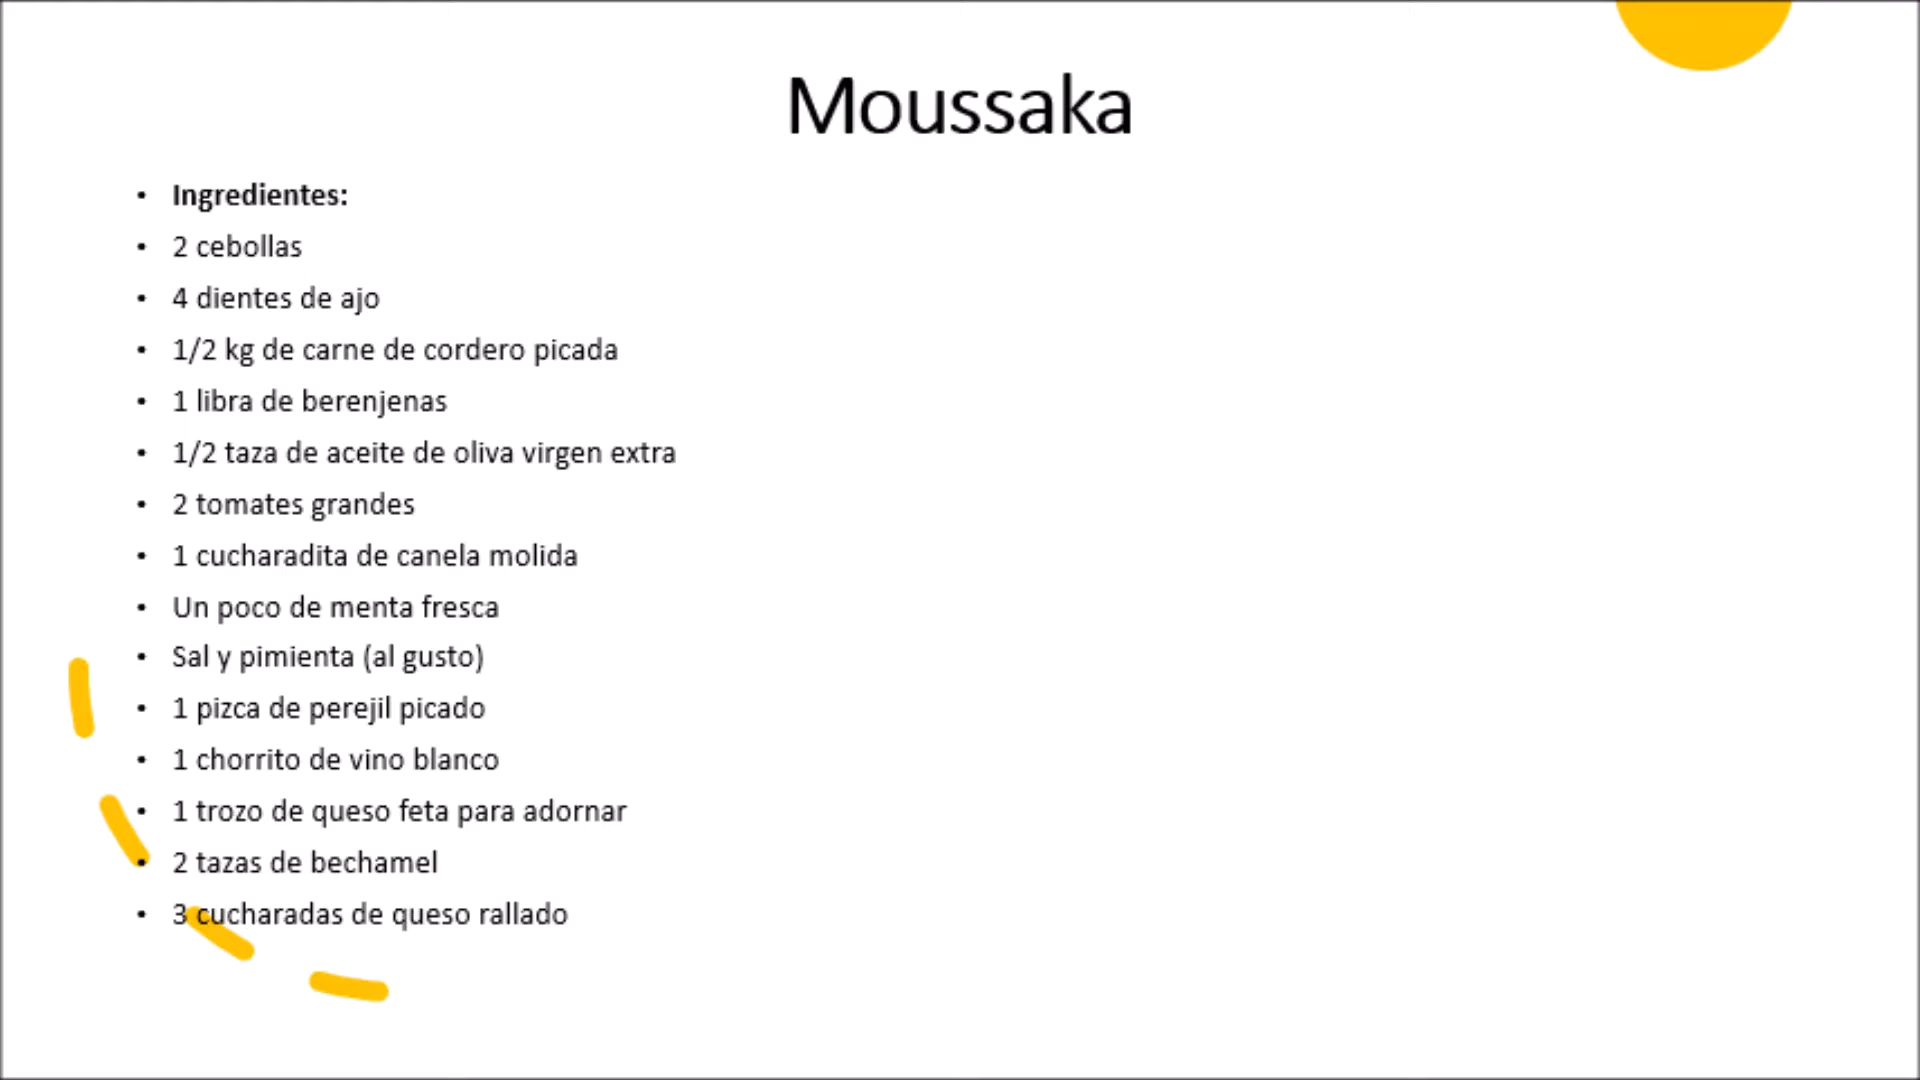 Moussaka
• Ingredientes:
• 2 cebollas
• 4 dientes de ajo
• 1/2 kg de carne de cordero picada
• 1 libra de berenjenas
• 1/2 taza de aceite de oliva virgen extra
• 2 tomates grandes
• 1 cucharadita de canela molida
• Un poco de menta fresca
• Sal y pimienta (al gusto)
• 1 pizca de perejil picado
• 1 chorrito de vino blanco
• 1 trozo de queso feta para adornar
• 2 tazas de bechamel
• 3 cucharadas de queso rallado